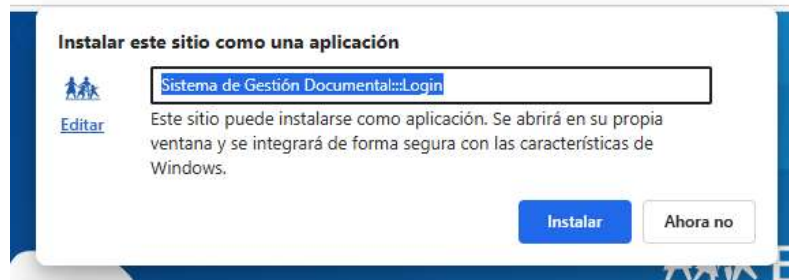 Instalar este sitio como una aplicación
Sistema de Gestión Documental:::Login
Editar
Este sitio puede instalarse como aplicación. Se abrirá en su propia
ventana y se integrará de forma segura con las características de
Windows.
Instalar
Ahora no